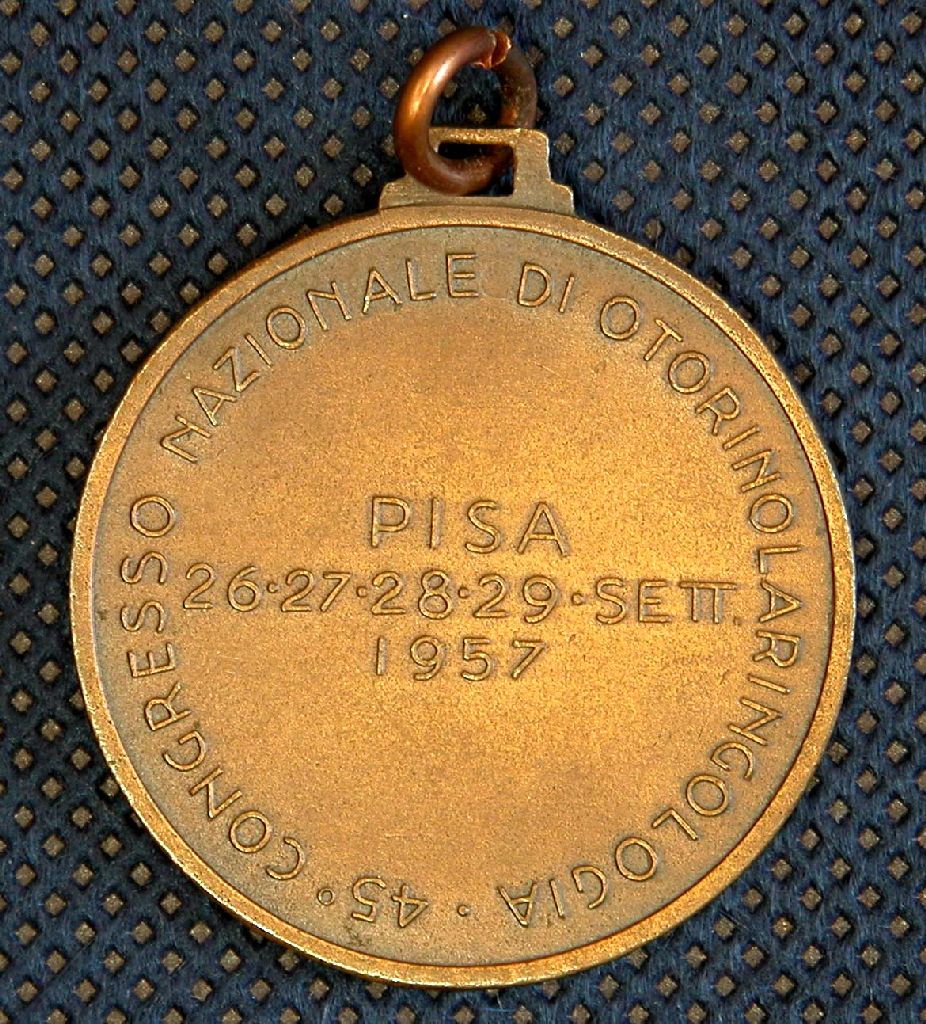 45° CONGRESSO NAZIONALE DI OTORINOLARINGOLOGIA ·
PISA
26·27·28·29·SETT.
1957